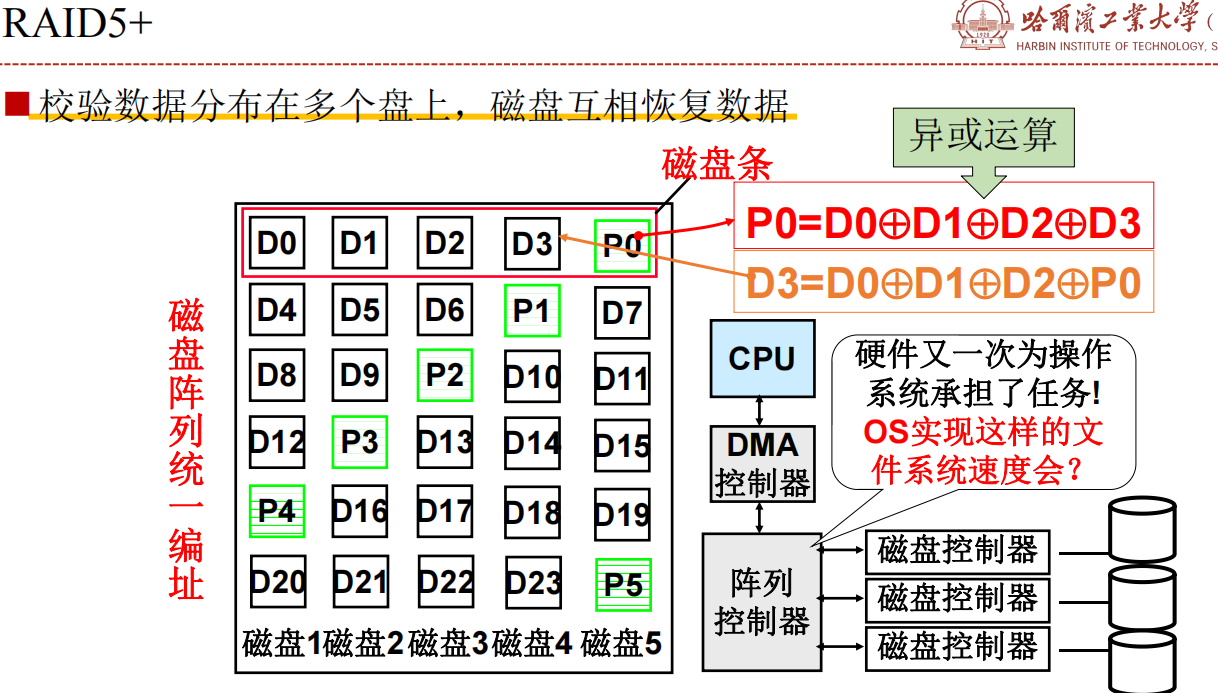 RAID5+
哈爾濱工業大學(
HARBIN INSTITUTE OF TECHNOLOGY, S
1920
HIT
校验数据分布在多个盘上，磁盘互相恢复数据
异或运算
磁盘条
P0=D0⊕D1⊕D2⊕D3
D3=D0⊕D1⊕D2⊕P0
磁盘阵列统一编址
D0 D1 D2 D3 P0
D4 D5 D6 P1 D7
D8 D9 P2 D10 D11
D12 P3 D13 D14 D15
P4 D16 D17 D18 D19
D20 D21 D22 D23 P5
磁盘1磁盘2 磁盘3 磁盘4 磁盘5
CPU
DMA
控制器
阵列
控制器
硬件又一次为操作
系统承担了任务!
OS实现这样的文
件系统速度会?
磁盘控制器
磁盘控制器
磁盘控制器